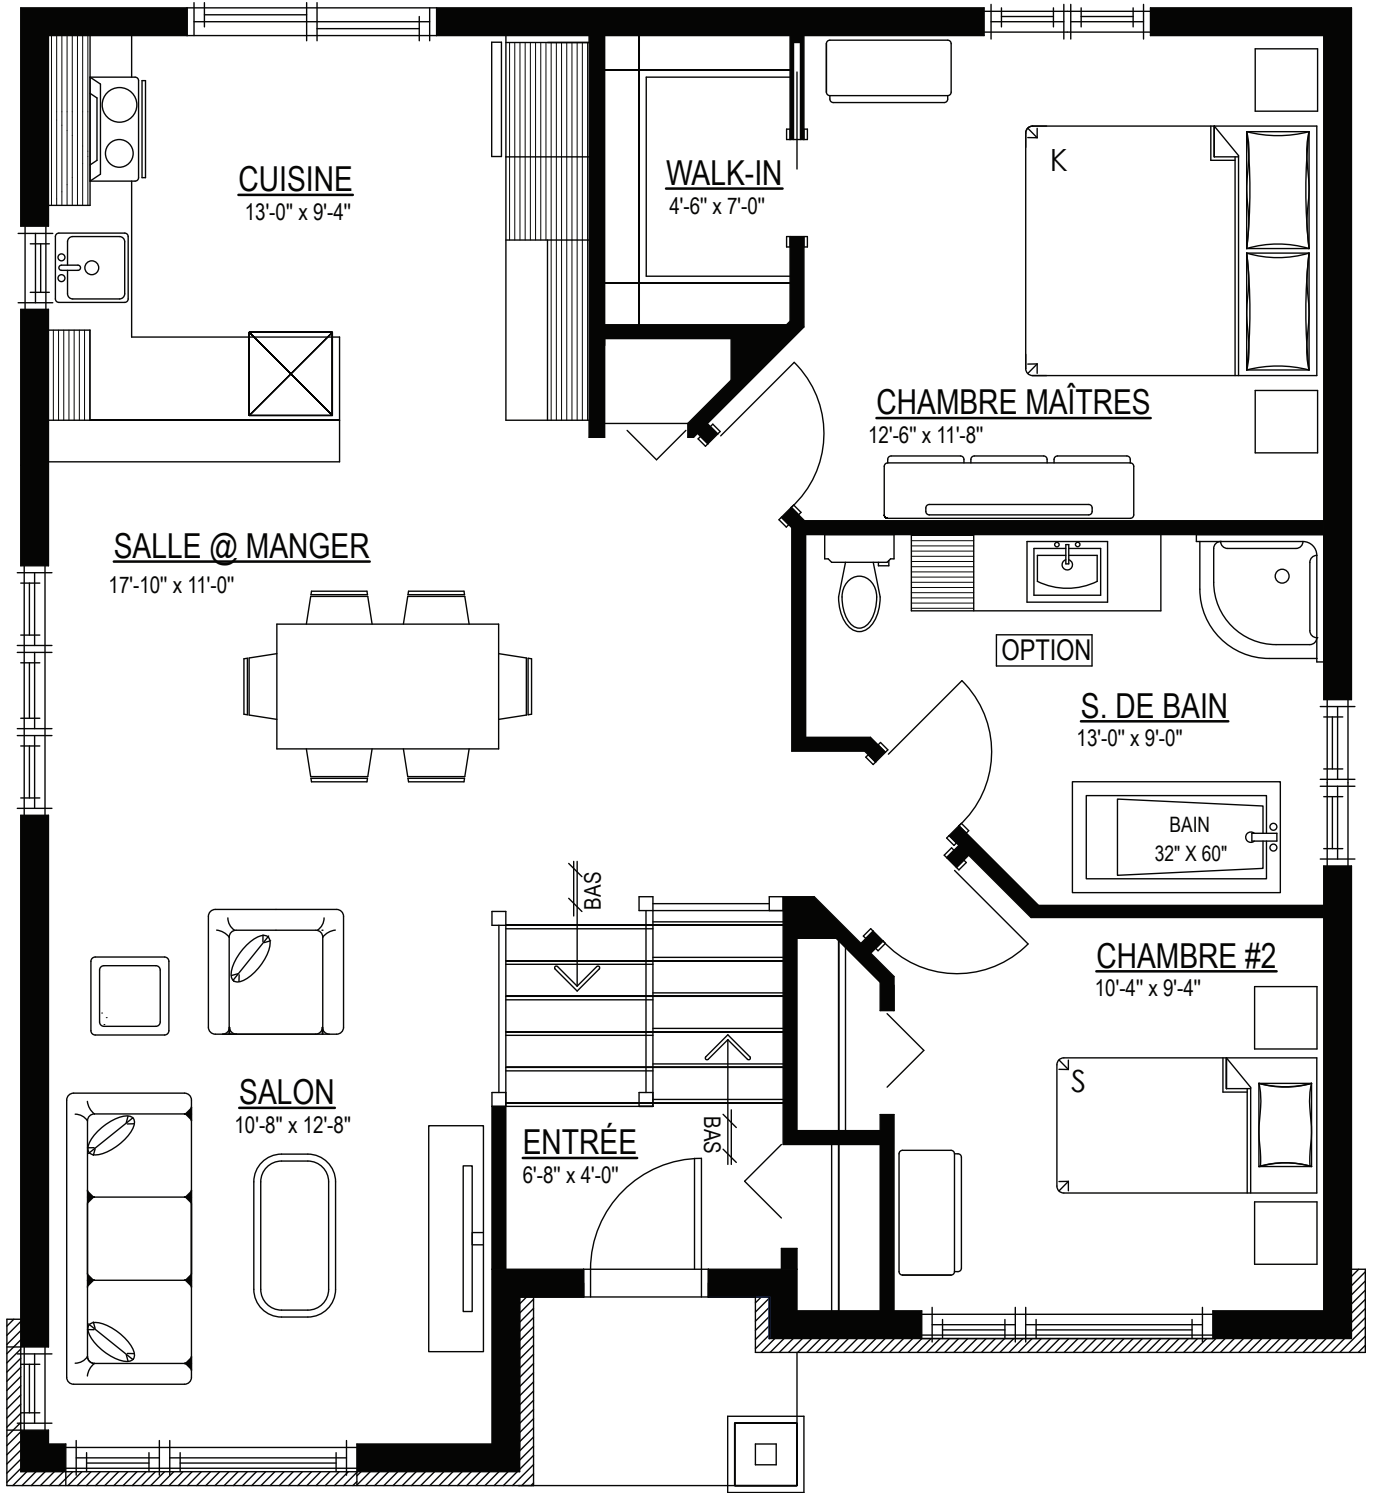 CUISINE
13'-0" x 9'-4"
WALK-IN
4'-6" x 7'-0"
K
CHAMBRE MAÎTRES
12'-6" x 11'-8"
SALLE @ MANGER
17'-10" x 11'-0"
OPTION
S. DE BAIN
13'-0" x 9'-0"
BAIN
32" X 60"
BAS
CHAMBRE #2
10'-4" x 9'-4"
S
SALON
10'-8" x 12'-8"
BAS
ENTRÉE
6'-8" x 4'-0"